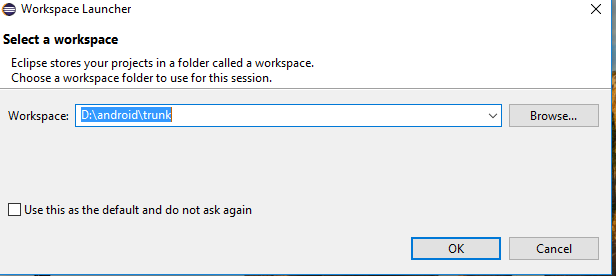 Workspace Launcher
Select a workspace
Eclipse stores your projects in a folder called a workspace.
Choose a workspace folder to use for this session.
Workspace: D:\android\trunk Browse...
Use this as the default and do not ask again
OK Cancel